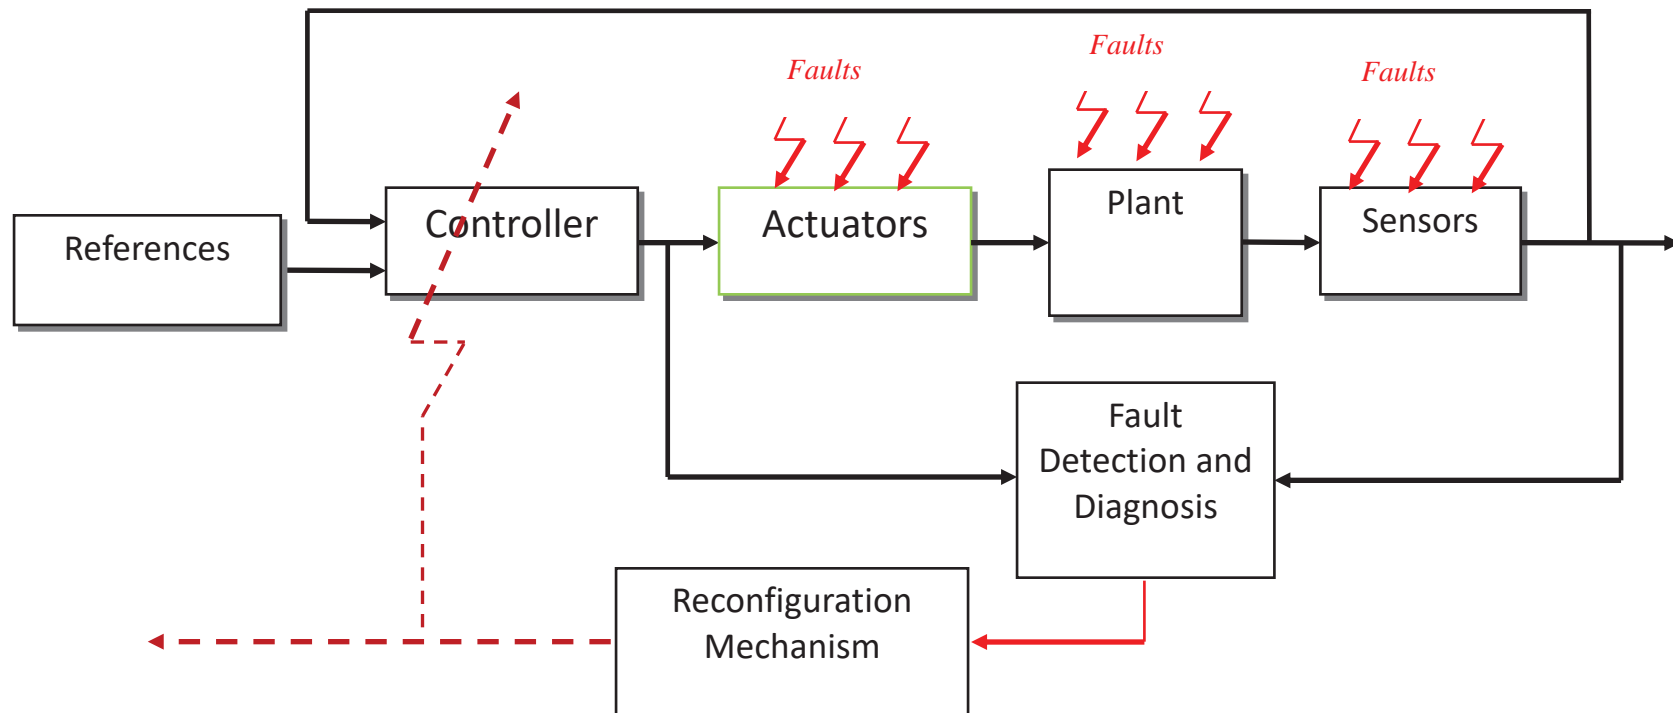 Faults
Faults
Faults
References
Controller
Actuators
Plant
Sensors
Fault
Detection and
Diagnosis
Reconfiguration
Mechanism